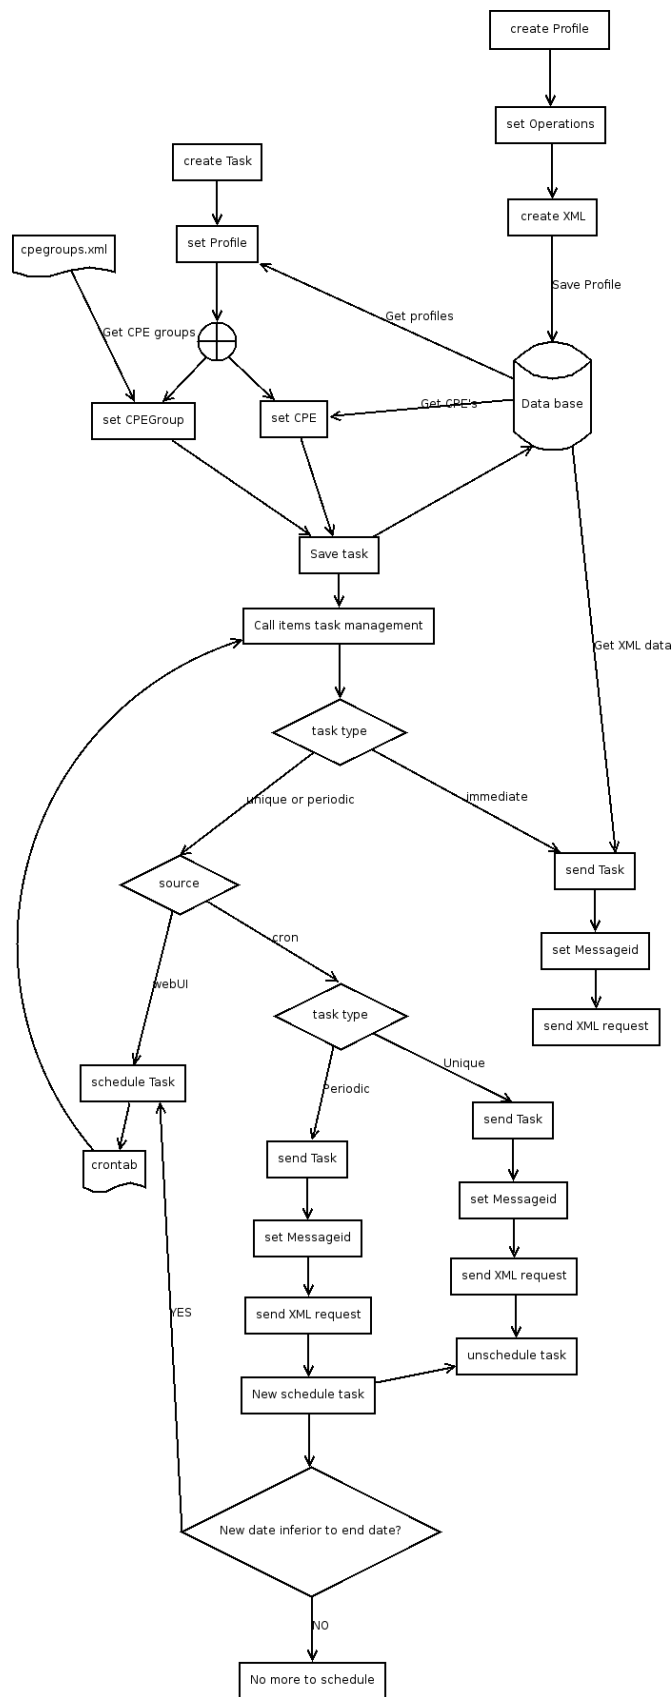 create Profile
set Operations
create Task
create XML
set Profile
cpegroups.xml
Save Profile
Get profiles
Get CPE groups
Data base
Get CPE's
set CPEGroup
set CPE
Save task
Call items task management
Get XML data
task type
unique or periodic
immediate
send Task
source
cron
set Messageid
webUI
task type
send XML request
Unique
schedule Task
Periodic
send Task
crontab
send Task
set Messageid
set Messageid
send XML request
YES
send XML request
unschedule task
New schedule task
New date inferior to end date?
NO
No more to schedule